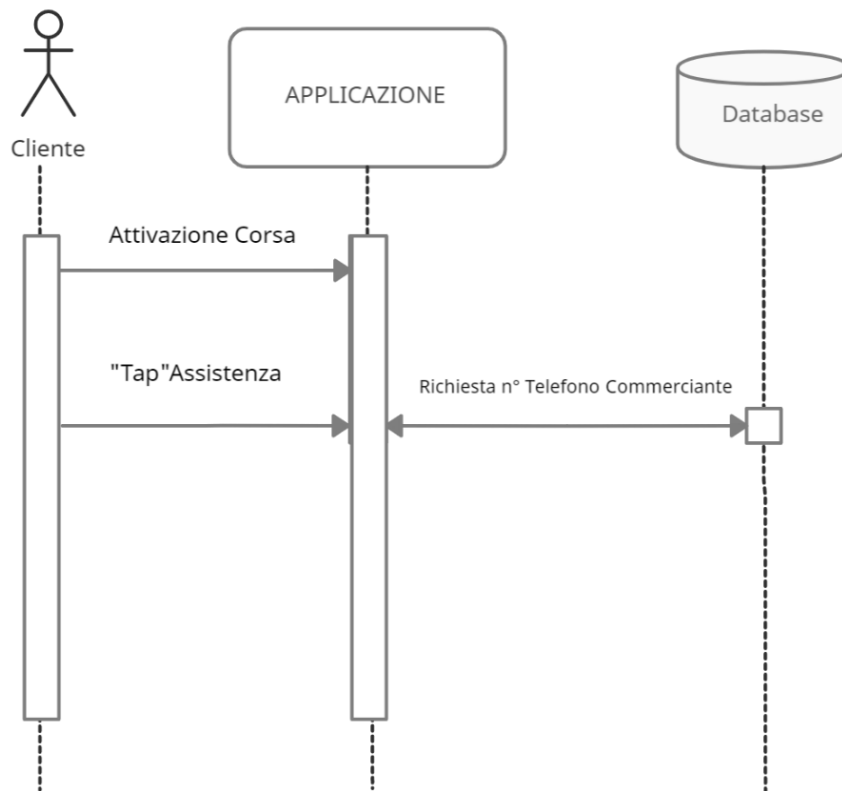 APPLICAZIONE
Database
Cliente
Attivazione Corsa
"Tap"Assistenza
Richiesta n° Telefono Commerciante